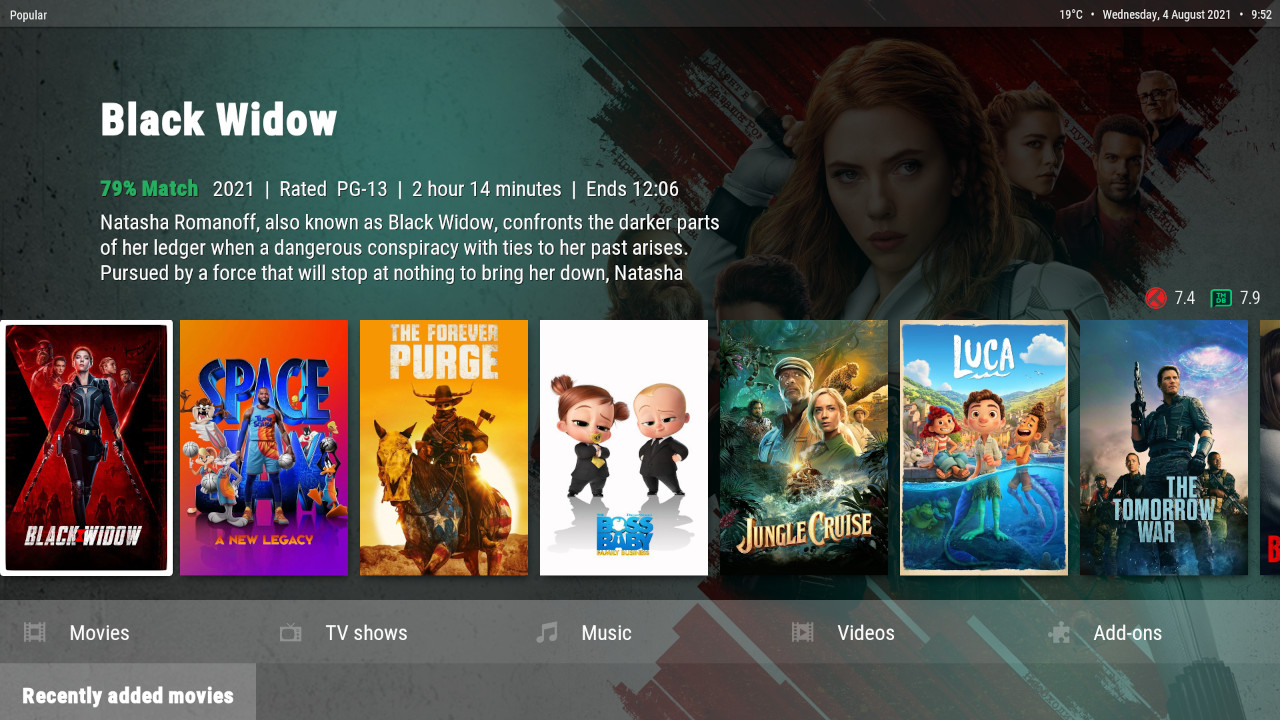 Popular
19°C • Wednesday, 4 August 2021 • 9:52
Black Widow
79% Match 2021 | Rated PG-13 | 2 hour 14 minutes | Ends 12:06
Natasha Romanoff, also known as Black Widow, confronts the darker parts
of her ledger when a dangerous conspiracy with ties to her past arises.
Pursued by a force that will stop at nothing to bring her down, Natasha
7.4 7.9
BLACK WIDOW
SPACE
JAM
A NEW LEGACY
THE FOREVER
PURGE
BOSS
BABY
FAMILY BUSINESS
JUNGLE CRUISE
LUCA
THE
TOMORROW
WAR
B
Movies
TV shows
Music
Videos
Add-ons
Recently added movies